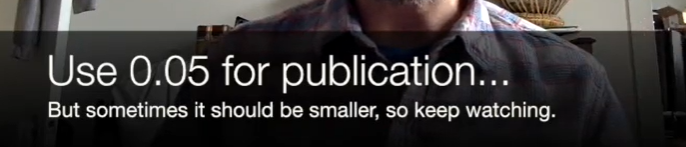 Use 0.05 for publication...
But sometimes it should be smaller, so keep watching.